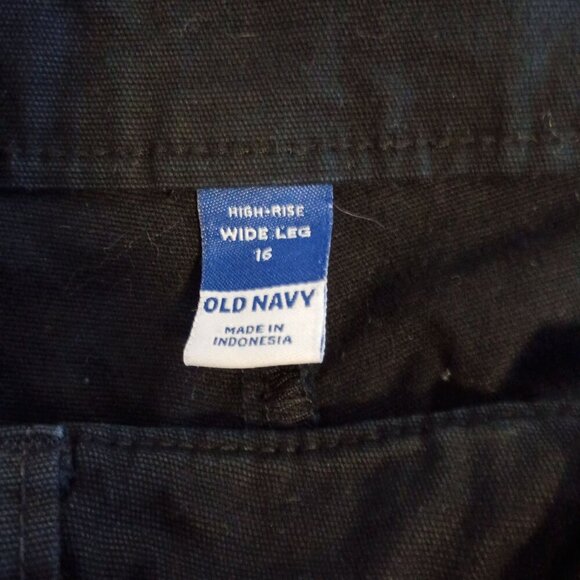 HIGH-RISE
WIDE LEG
16
OLD NAVY
MADE IN
INDONESIA